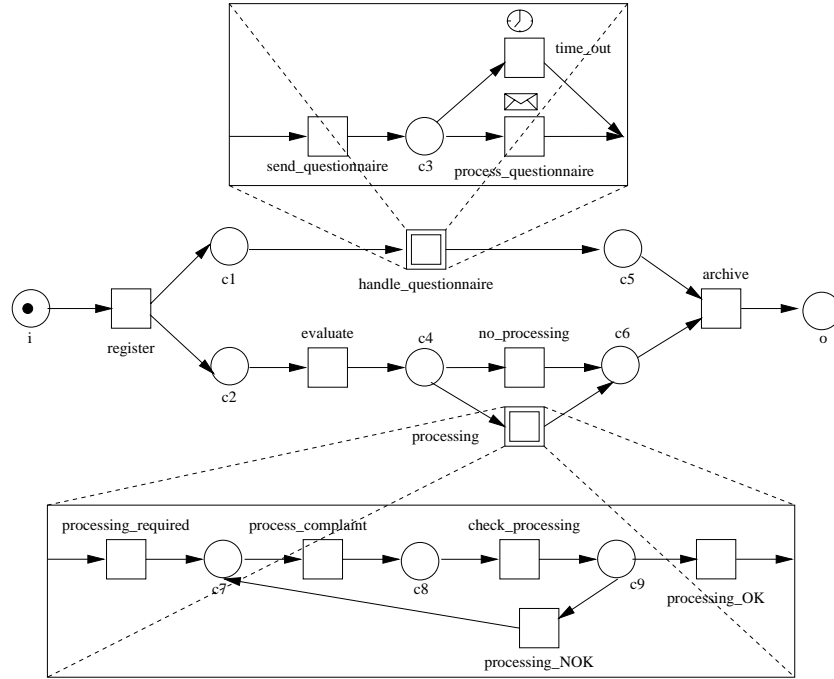 time_out
send_questionnaire
c3
process_questionnaire
c1
handle_questionnaire
c5
archive
i
register
evaluate
c4
no_processing
c6
o
c2
processing
processing_required
process_complaint
check_processing
c7
c8
c9
processing_OK
processing_NOK